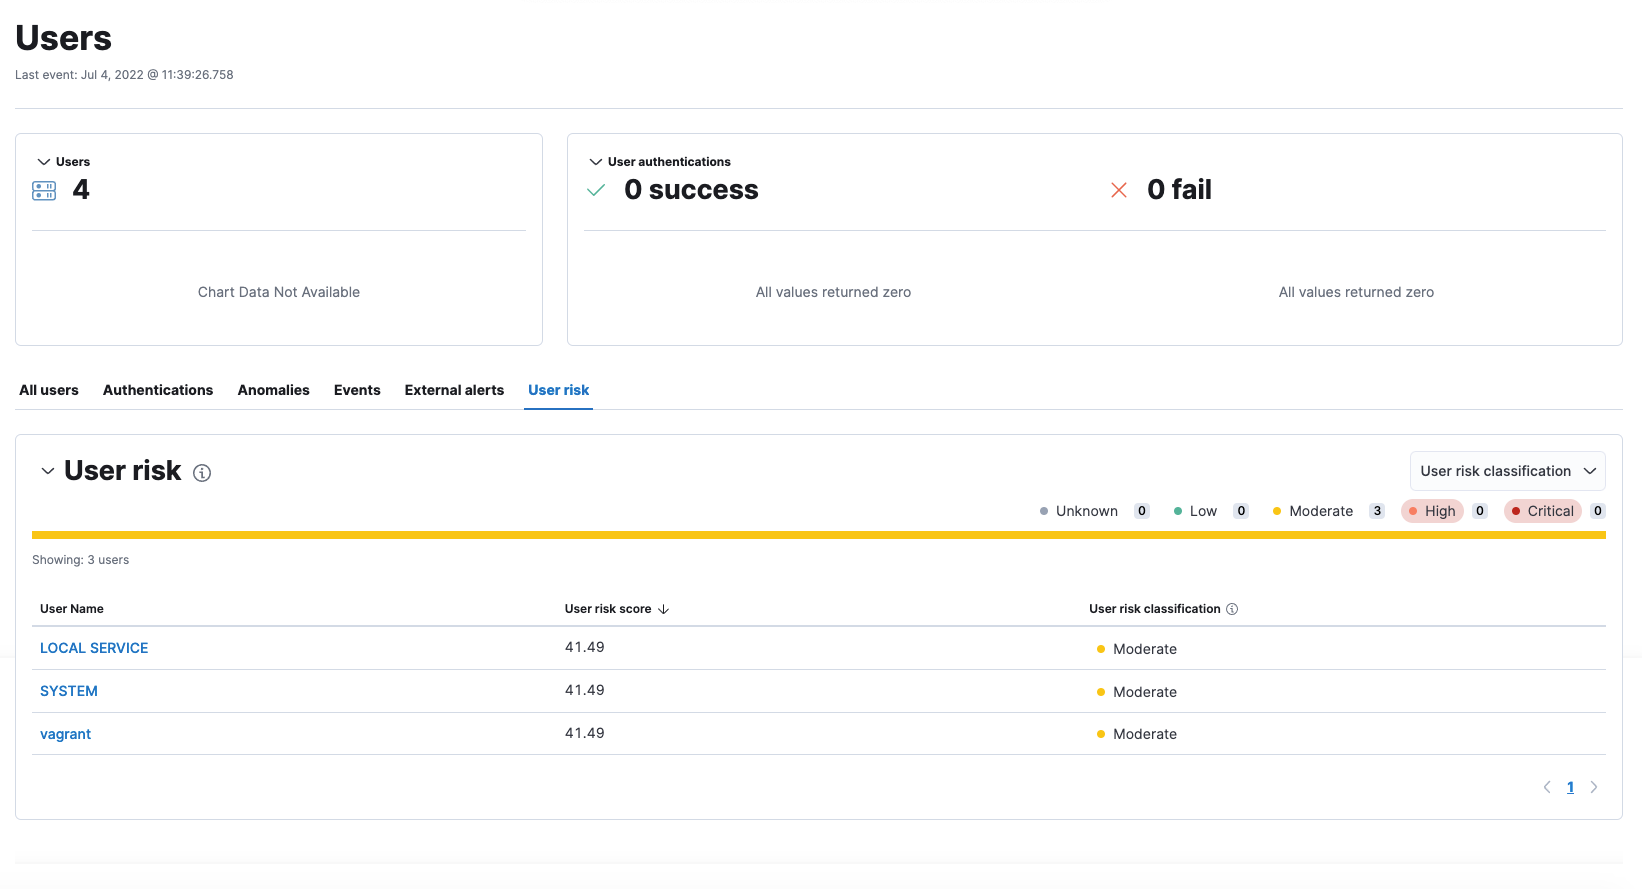 Users
Last event: Jul 4, 2022 @ 11:39:26.758
Users
4
User authentications
0 success
0 fail
Chart Data Not Available
All values returned zero
All values returned zero
All users Authentications Anomalies Events External alerts User risk
User risk
User risk classification
Unknown 0 Low 0 Moderate 3 High 0 Critical 0
Showing: 3 users
User Name User risk score User risk classification
LOCAL SERVICE 41.49 Moderate
SYSTEM 41.49 Moderate
vagrant 41.49 Moderate
1